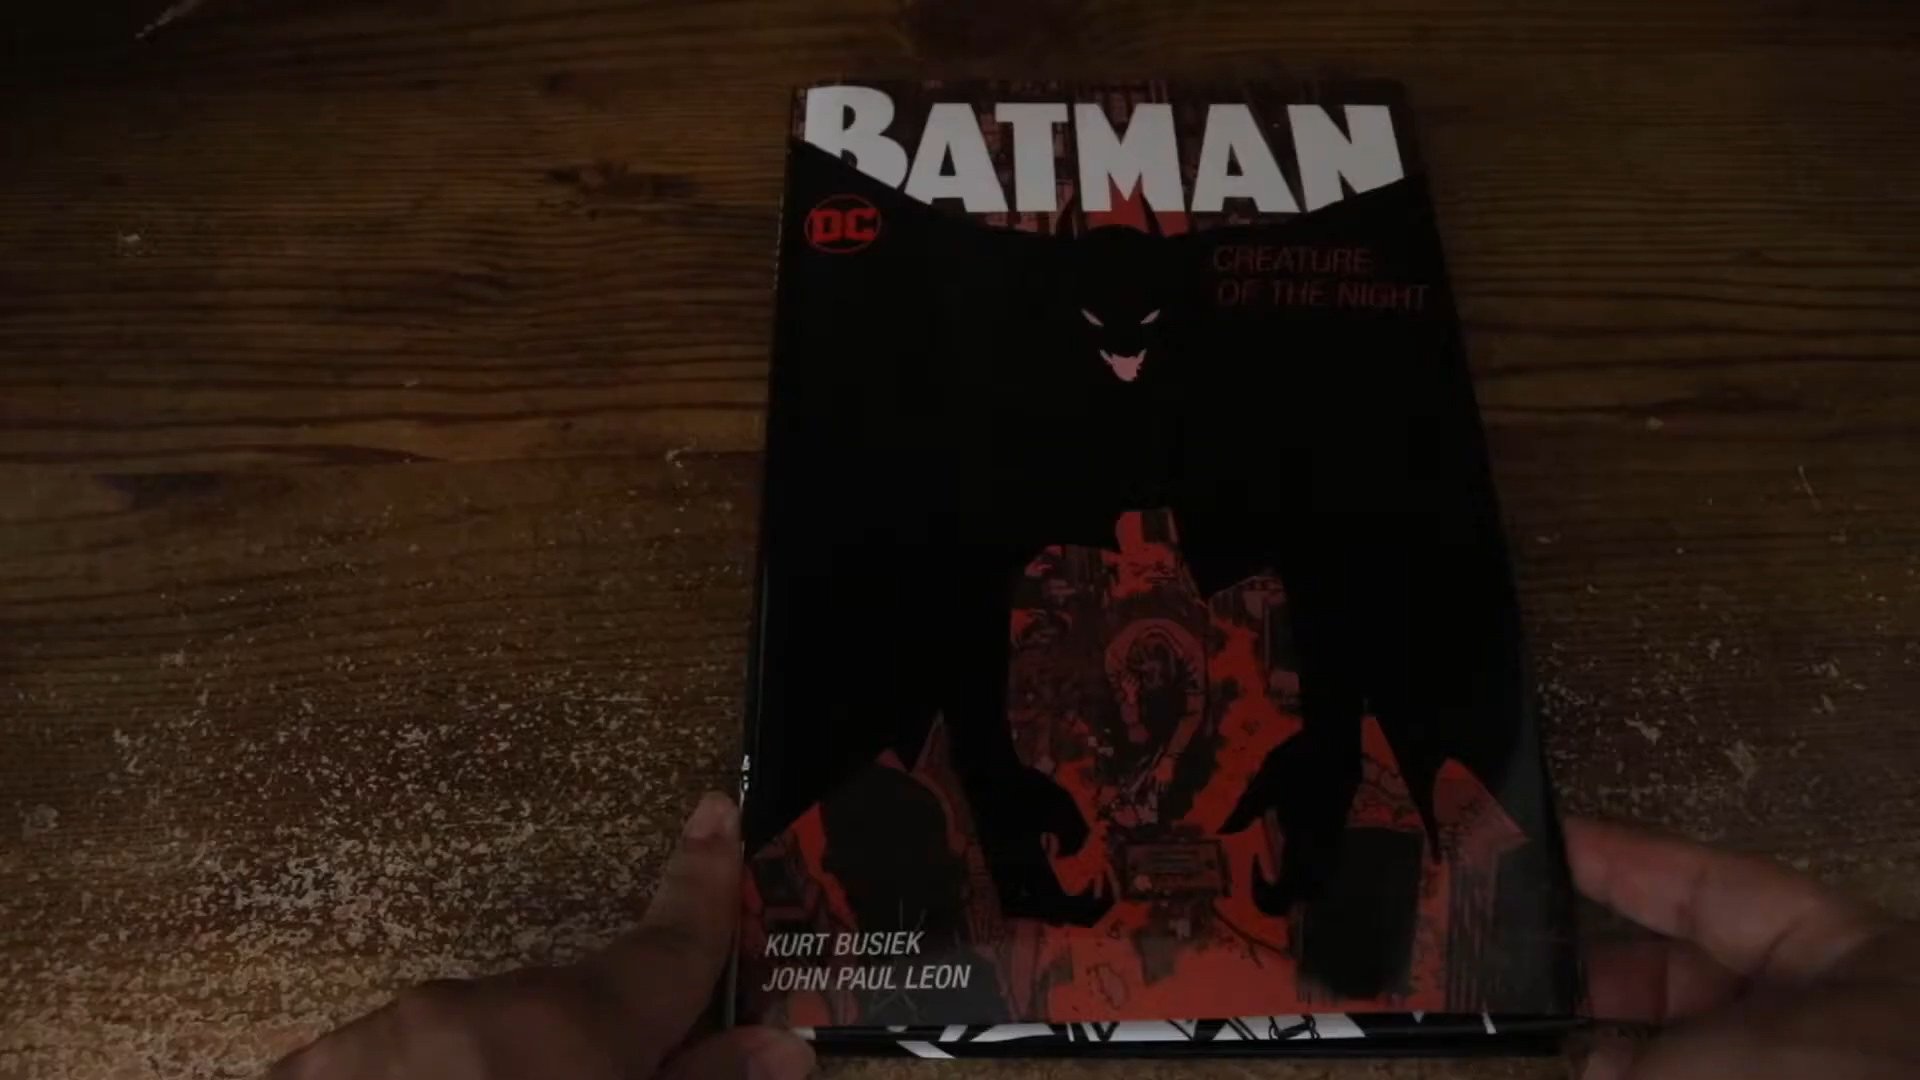 BATMAN
DC
CREATURE
OF THE NIGHT
KURT BUSIEK
JOHN PAUL LEON